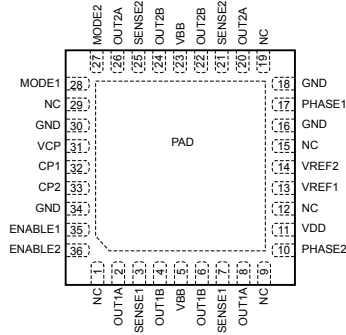 MODE2
OUT2A
SENSE2
OUT2B
VBB
OUT2B
SENSE2
OUT2A
NC
27
26
25
24
23
22
21
20
19
MODE1 28
NC 29
GND 30
VCP 31
CP1 32
CP2 33
GND 34
ENABLE1 35
ENABLE2 36
PAD
18 GND
17 PHASE1
16 GND
15 NC
14 VREF2
13 VREF1
12 NC
11 VDD
10 PHASE2
1
2
3
4
5
6
7
8
9
NC
OUT1A
SENSE1
OUT1B
VBB
OUT1B
SENSE1
OUT1A
NC